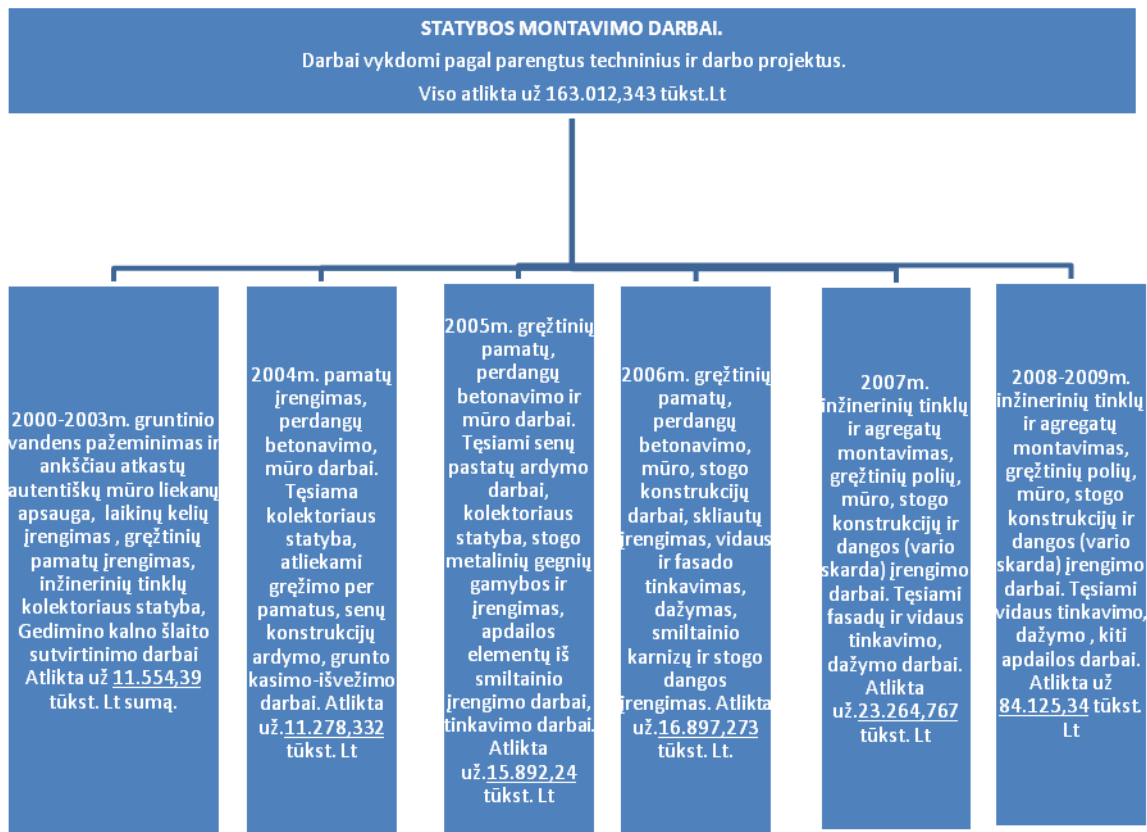 STATYBOS MONTAVIMO DARBAI.
Darbai vykdomi pagal parengtus techninius ir darbo projektus.
Viso atlikta už 163.012,343 tūkst.Lt
2000-2003m. gruntinio
vandens pažeminimas ir
ankščiau atkastų
autentiškų mūro liekanų
apsauga, laikinų kelių
įrengimas , gręžtinių
pamatų įrengimas,
inžinerinių tinklų
kolektoriaus statyba,
Gedimino kalno šlaito
sutvirtinimo darbai
Atlikta už 11.554,39
tūkst. Lt sumą.
2004m. pamatų
įrengimas,
perdangų
betonavimo,
mūro darbai.
Tęsiama
kolektoriaus
statyba,
atliekami
gręžimo per
pamatus, senų
konstrukcijų
ardymo, grunto
kasimo-išvežimo
darbai. Atlikta
už.11.278,332
tūkst. Lt
2005m. gręžtinių
pamatų,
perdangų
betonavimo ir
mūro darbai.
Tęsiami senų
pastatų ardymo
darbai,
kolektoriaus
statyba, stogo
metalinių gegnių
gamybos ir
įrengimas,
apdailos
elementų iš
smiltainio
įrengimo darbai,
tinkavimo darbai.
Atlikta
už.15.892,24
tūkst. Lt
2006m. gręžtinių
pamatų,
perdangų
betonavimo,
mūro, stogo
konstrukcijų
darbai, skliautų
įrengimas, vidaus
ir fasado
tinkavimas,
dažymas,
smiltainio
karnizų ir stogo
dangos
įrengimas. Atlikta
už.16.897,273
tūkst. Lt.
2007m.
inžinerinių tinklų
ir agregatų
montavimas,
gręžtinių polių,
mūro, stogo
konstrukcijų ir
dangos (vario
skarda) įrengimo
darbai. Tęsiami
fasadų ir vidaus
tinkavimo,
dažymo darbai.
Atlikta
už.23.264,767
tūkst. Lt
2008-2009m.
inžinerinių tinklų
ir agregatų
montavimas,
gręžtinių polių,
mūro, stogo
konstrukcijų ir
dangos (vario
skarda) įrengimo
darbai. Tęsiami
vidaus tinkavimo,
dažymo , kiti
apdailos darbai.
Atlikta už
84.125,34 tūkst.
Lt